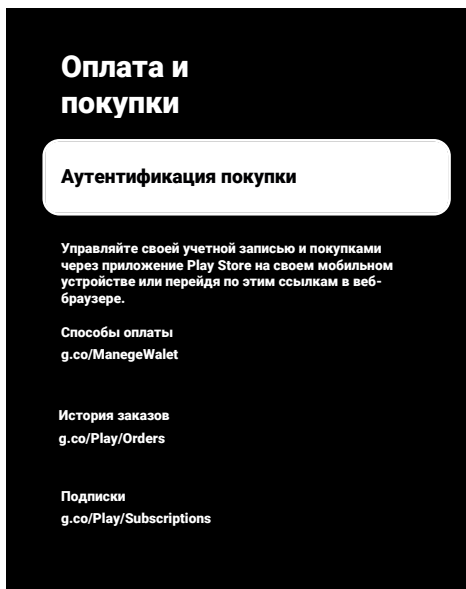 Оплата и
покупки
Аутентификация покупки
Управляйте своей учетной записью и покупками
через приложение Play Store на своем мобильном
устройстве или перейдя по этим ссылкам в веб-
браузере.
Способы оплаты
g.co/ManegeWalet
История заказов
g.co/Play/Orders
Подписки
g.co/Play/Subscriptions